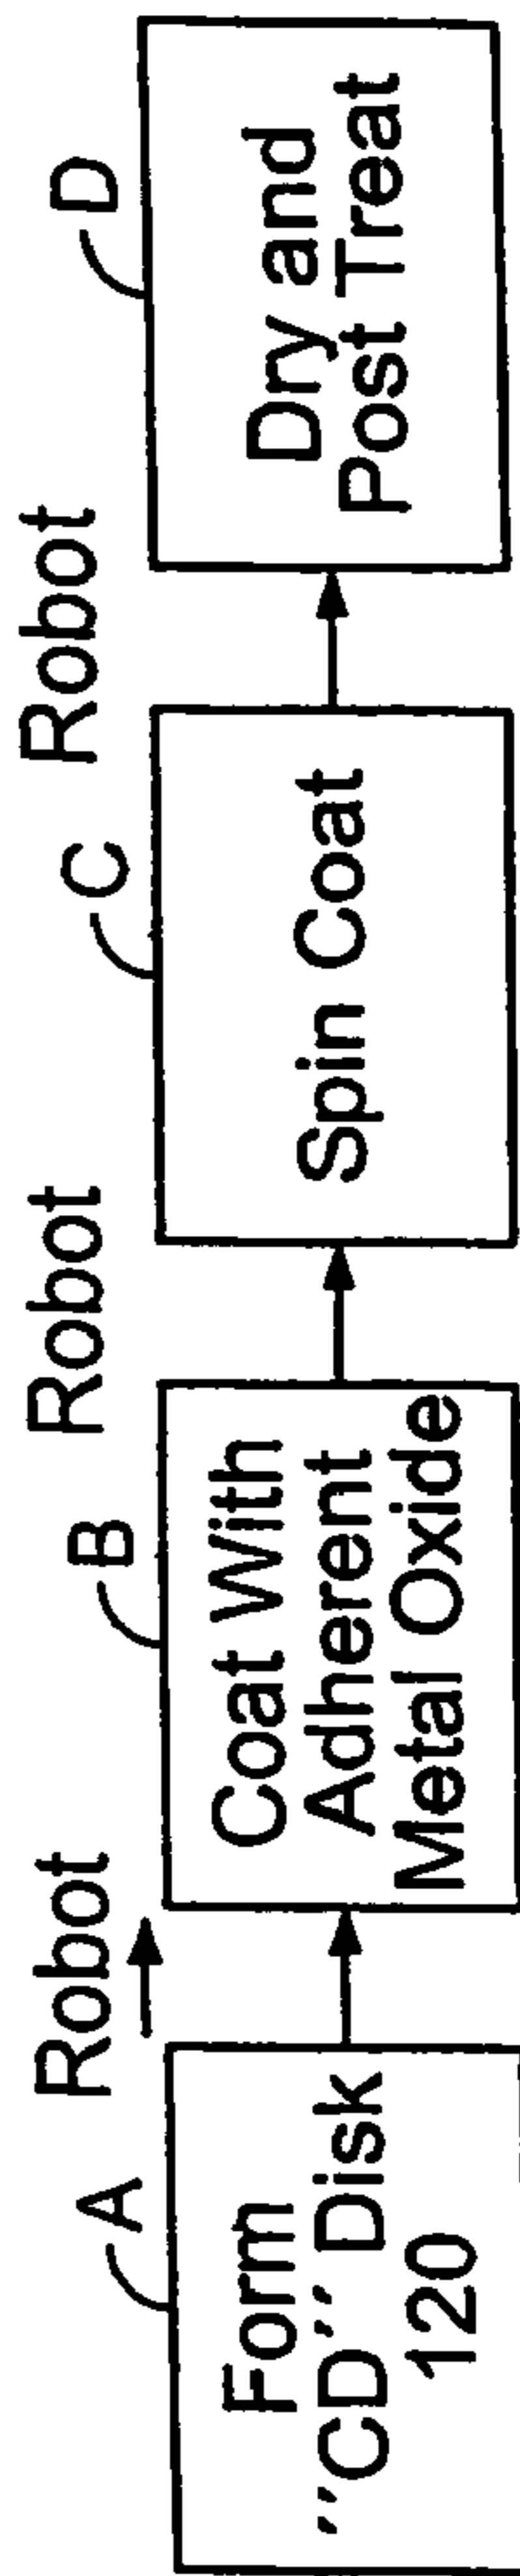 A
Form
"CD" Disk
120
Robot
B
Coat With
Adherent
Metal Oxide
Robot
C
Spin Coat
Robot
D
Dry and
Post Treat